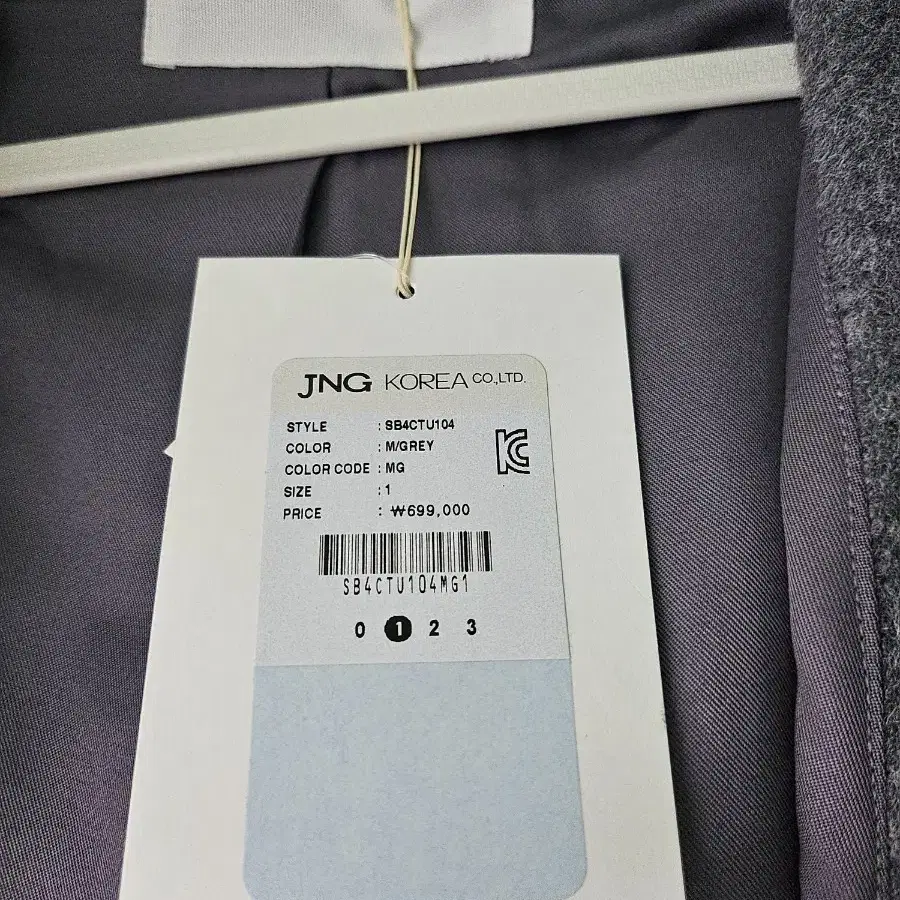 JNG KOREA CO.,LTD.
STYLE : SB4CTU104
COLOR : M/GREY
COLOR CODE : MG
SIZE : 1
PRICE : ₩699,000
SB4CTU104MG1
0 1 2 3